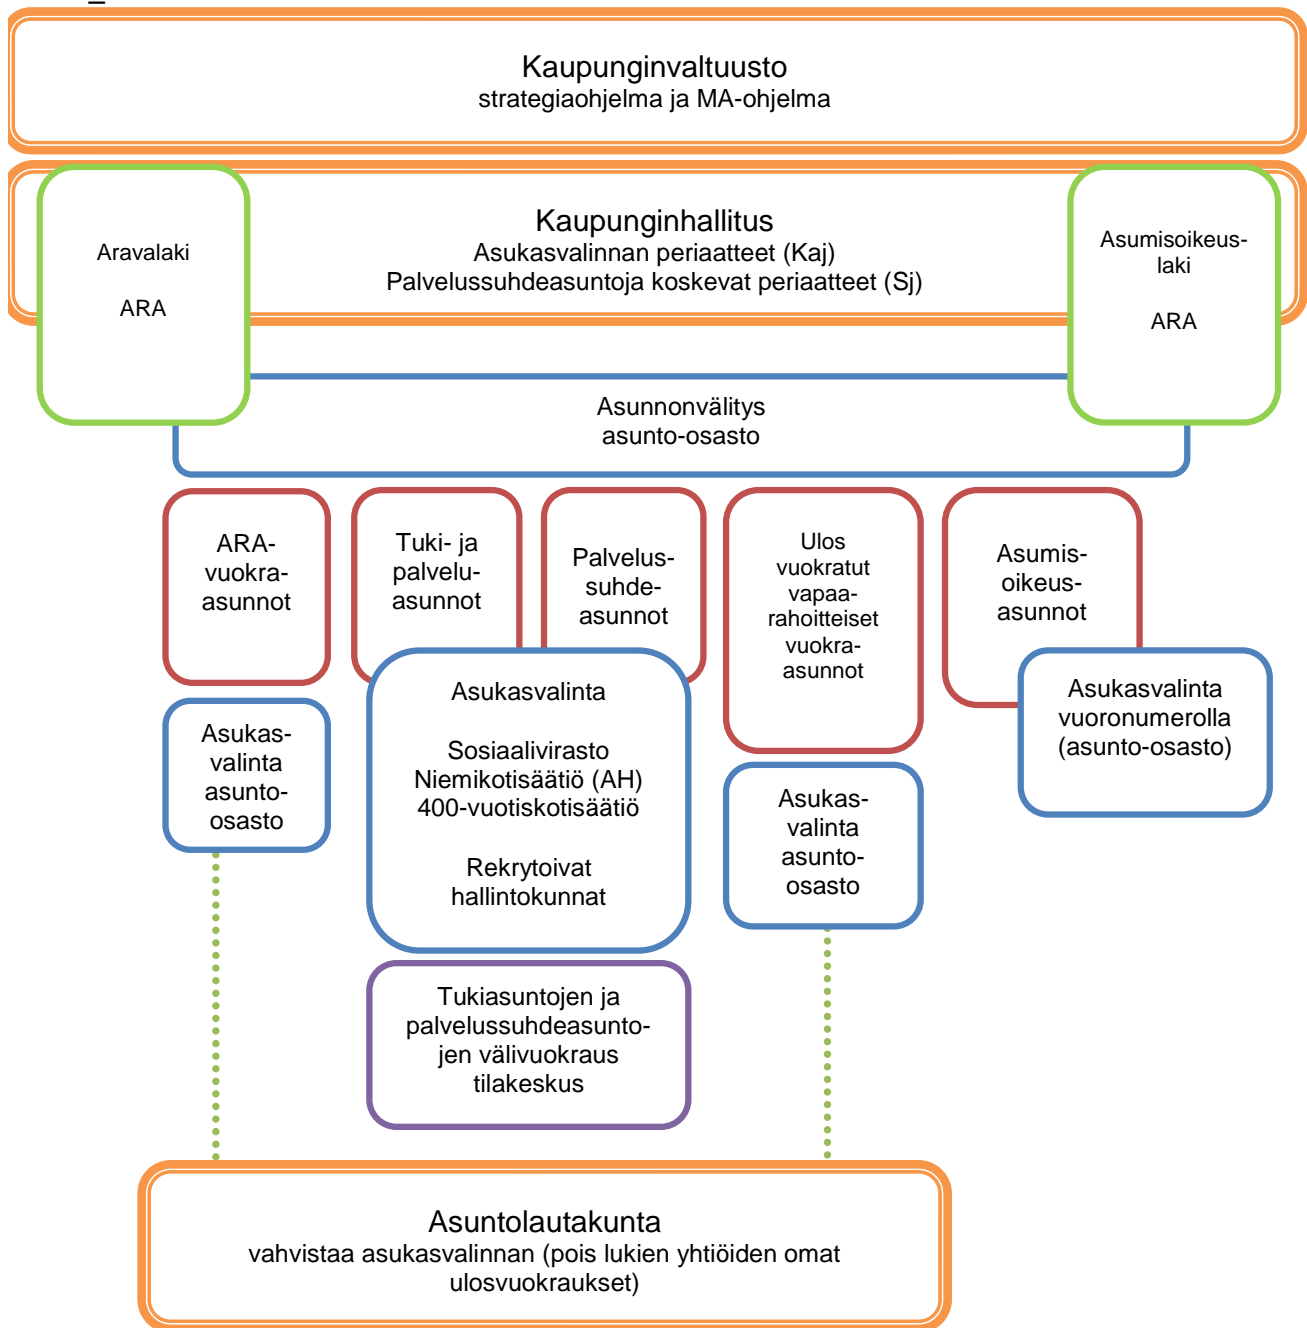 Kaupunginvaltuusto
strategiaohjelma ja MA-ohjelma
Aravalaki
ARA
Kaupunginhallitus
Asukasvalinnan periaatteet (Kaj)
Palvelussuhdeasuntoja koskevat periaatteet (Sj)
Asumisoikeus-
laki
ARA
Asunnonvälitys
asunto-osasto
ARA-
vuokra-
asunnot
Tuki- ja
palvelu-
asunnot
Palvelus-
suhde-
asunnot
Ulos
vuokratut
vapaa-
rahoitteiset
vuokra-
asunnot
Asumis-
oikeus-
asunnot
Asukas-
valinta
asunto-
osasto
Asukasvalinta
Sosiaalivirasto
Niemikotisäätiö (AH)
400-vuotiskotisäätiö
Rekrytoivat
hallintokunnat
Asukas-
valinta
asunto-
osasto
Asukasvalinta
vuoronumerolla
(asunto-osasto)
Tukiasuntojen ja
palvelussuhdeasunto-
jen välivuokraus
tilakeskus
Asuntolautakunta
vahvistaa asukasvalinnan (pois lukien yhtiöiden omat
ulosvuokraukset)